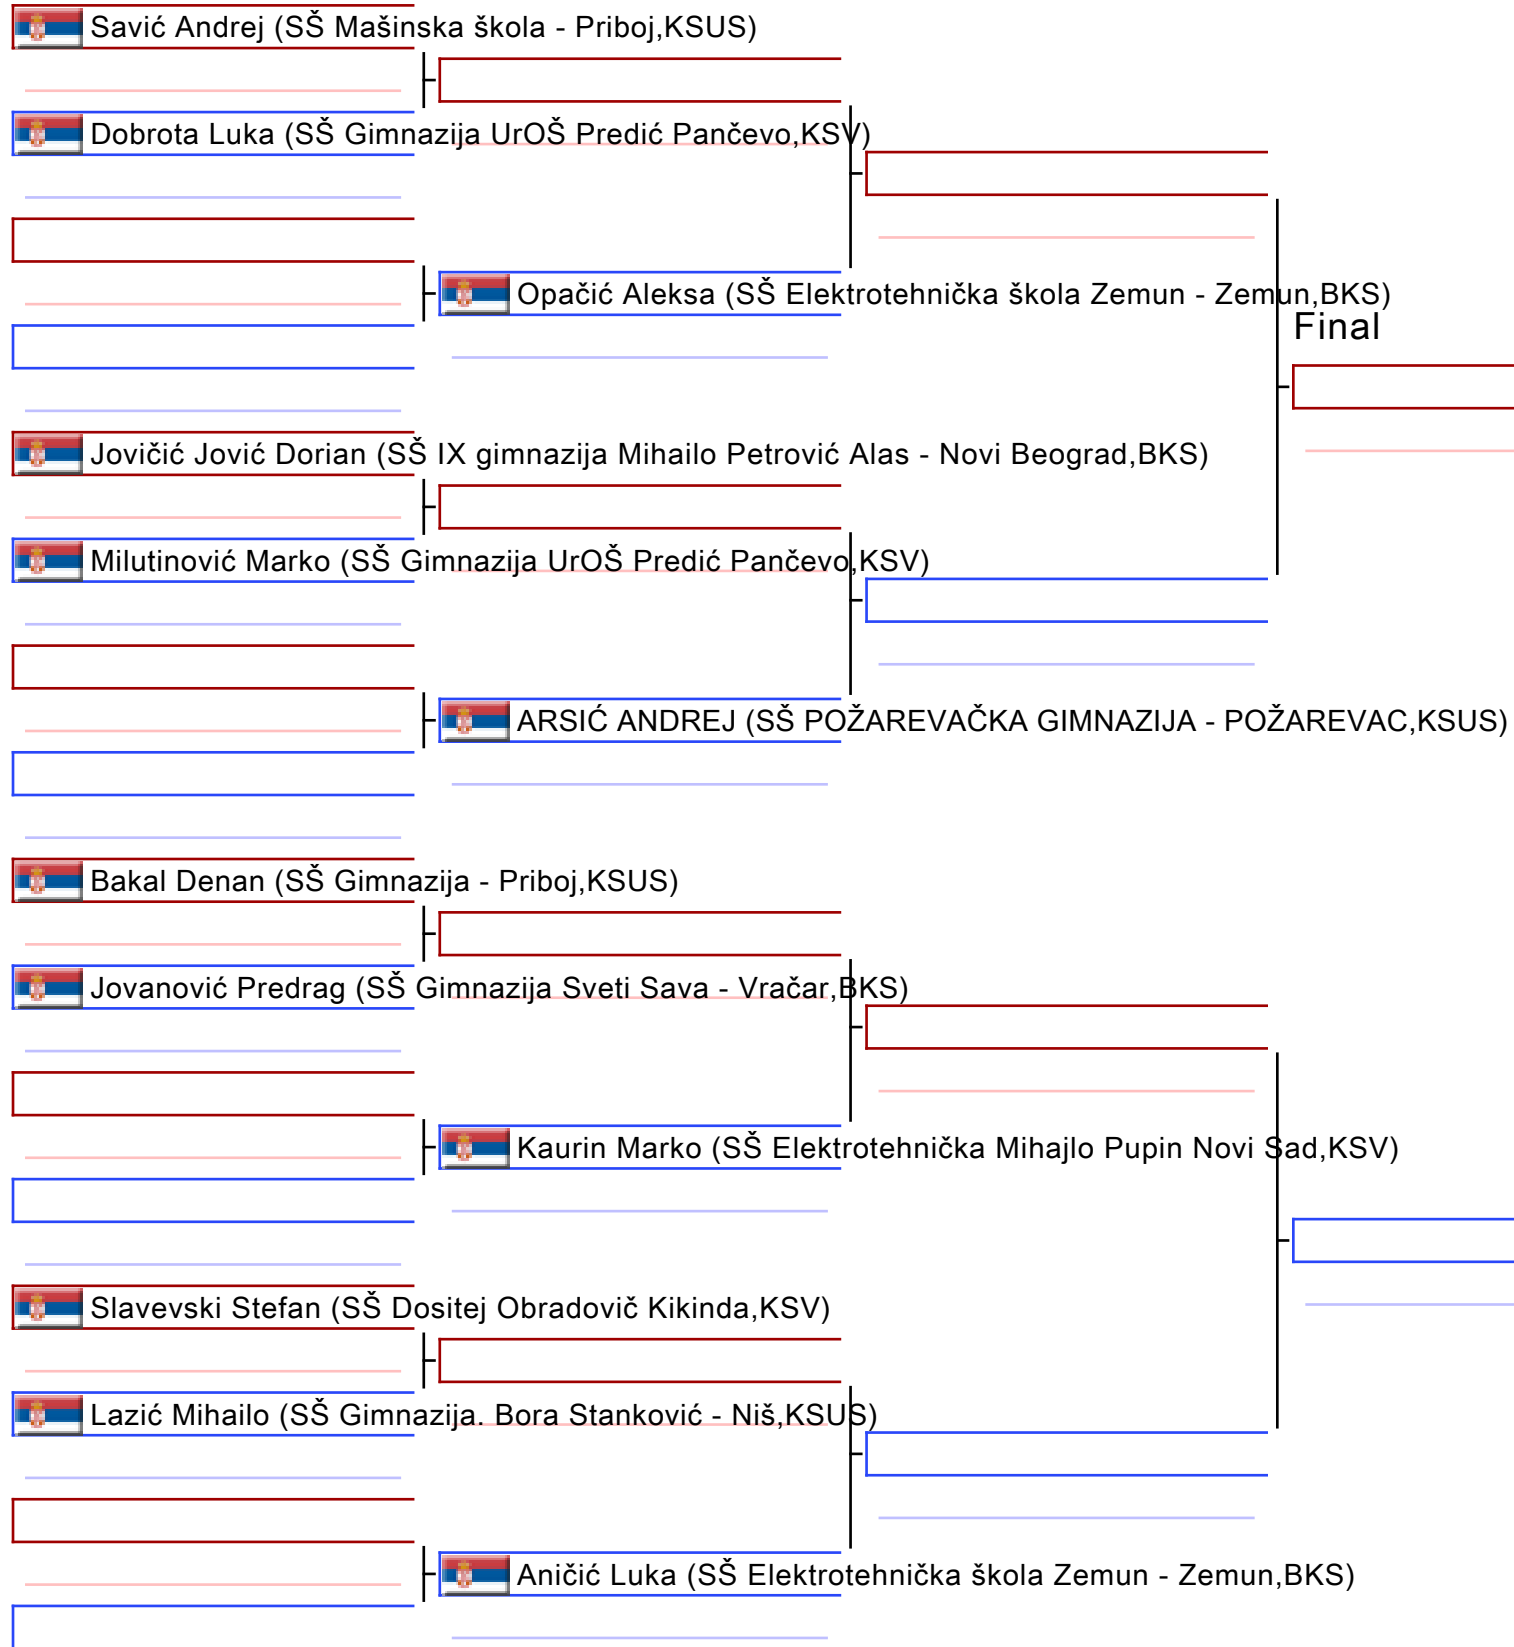 Savić Andrej (SŠ Mašinska škola - Priboj,KSUS)
Dobrota Luka (SŠ Gimnazija UrOŠ Predić Pančevo,KSV)
Opačić Aleksa (SŠ Elektrotehnička škola Zemun - Zemun,BKS)
Final
Jovičić Jović Dorian (SŠ IX gimnazija Mihailo Petrović Alas - Novi Beograd,BKS)
Milutinović Marko (SŠ Gimnazija UrOŠ Predić Pančevo,KSV)
ARSIĆ ANDREJ (SŠ POŽAREVAČKA GIMNAZIJA - POŽAREVAC,KSUS)
Bakal Denan (SŠ Gimnazija - Priboj,KSUS)
Jovanović Predrag (SŠ Gimnazija Sveti Sava - Vračar,BKS)
Kaurin Marko (SŠ Elektrotehnička Mihajlo Pupin Novi Sad,KSV)
Slavevski Stefan (SŠ Dositej Obradovič Kikinda,KSV)
Lazić Mihailo (SŠ Gimnazija. Bora Stanković - Niš,KSUS)
Aničić Luka (SŠ Elektrotehnička škola Zemun - Zemun,BKS)